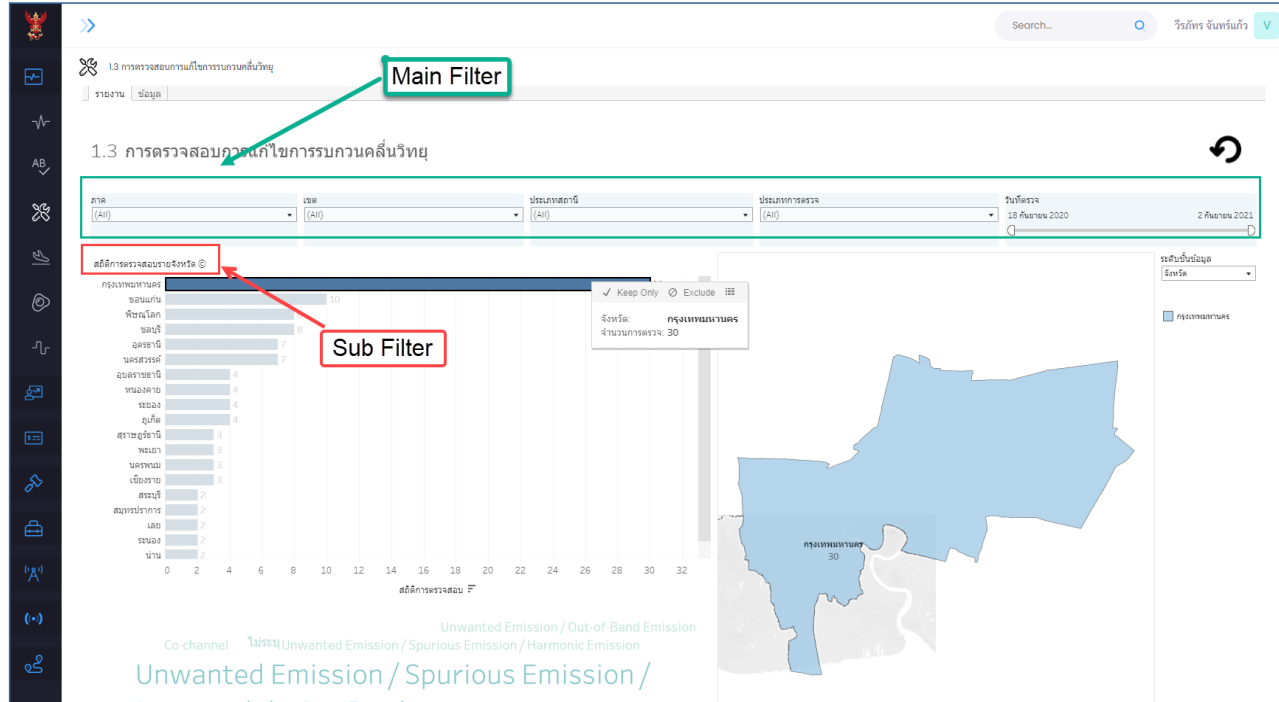 Search...
วีรภัทร จันทร์แก้ว
V
1.3 การตรวจสอบการแก้ไขการรบกวนคลื่นวิทยุ
Main Filter
รายงาน
ข้อมูล
AB
1.3 การตรวจสอบการแก้ไขการรบกวนคลื่นวิทยุ
ภาค
เขต
ประเภทสถานี
ประเภทการตรวจ
วันที่ตรวจ
(All)
(All)
(All)
(All)
18 กันยายน 2020
2 กันยายน 2021
สถิติการตรวจสอบรายจังหวัด ©
ระดับชั้นข้อมูล
จังหวัด
กรุงเทพมหานคร
กรุงเทพมหานคร
Keep Only
Exclude
จังหวัด: กรุงเทพมหานคร
จำนวนการตรวจ: 30
Sub Filter
ขอนแก่น 10
พิษณุโลก
ชลบุรี 8
อุดรธานี 7
นครสวรรค์ 7
อุบลราชธานี 4
หนองคาย 4
ระยอง 4
ภูเก็ต 4
สุราษฎร์ธานี 3
พะเยา 3
นครพนม 3
เชียงราย 3
สระบุรี 2
สมุทรปราการ 2
เลย 2
ระนอง 2
น่าน 2
0 2 4 6 8 10 12 14 16 18 20 22 24 26 28 30 32
สถิติการตรวจสอบ
กรุงเทพมหานคร
30
Unwanted Emission / Out-of-Band Emission
Co-channel
ไม่ระบุ
Unwanted Emission / Spurious Emission / Harmonic Emission
Unwanted Emission / Spurious Emission /